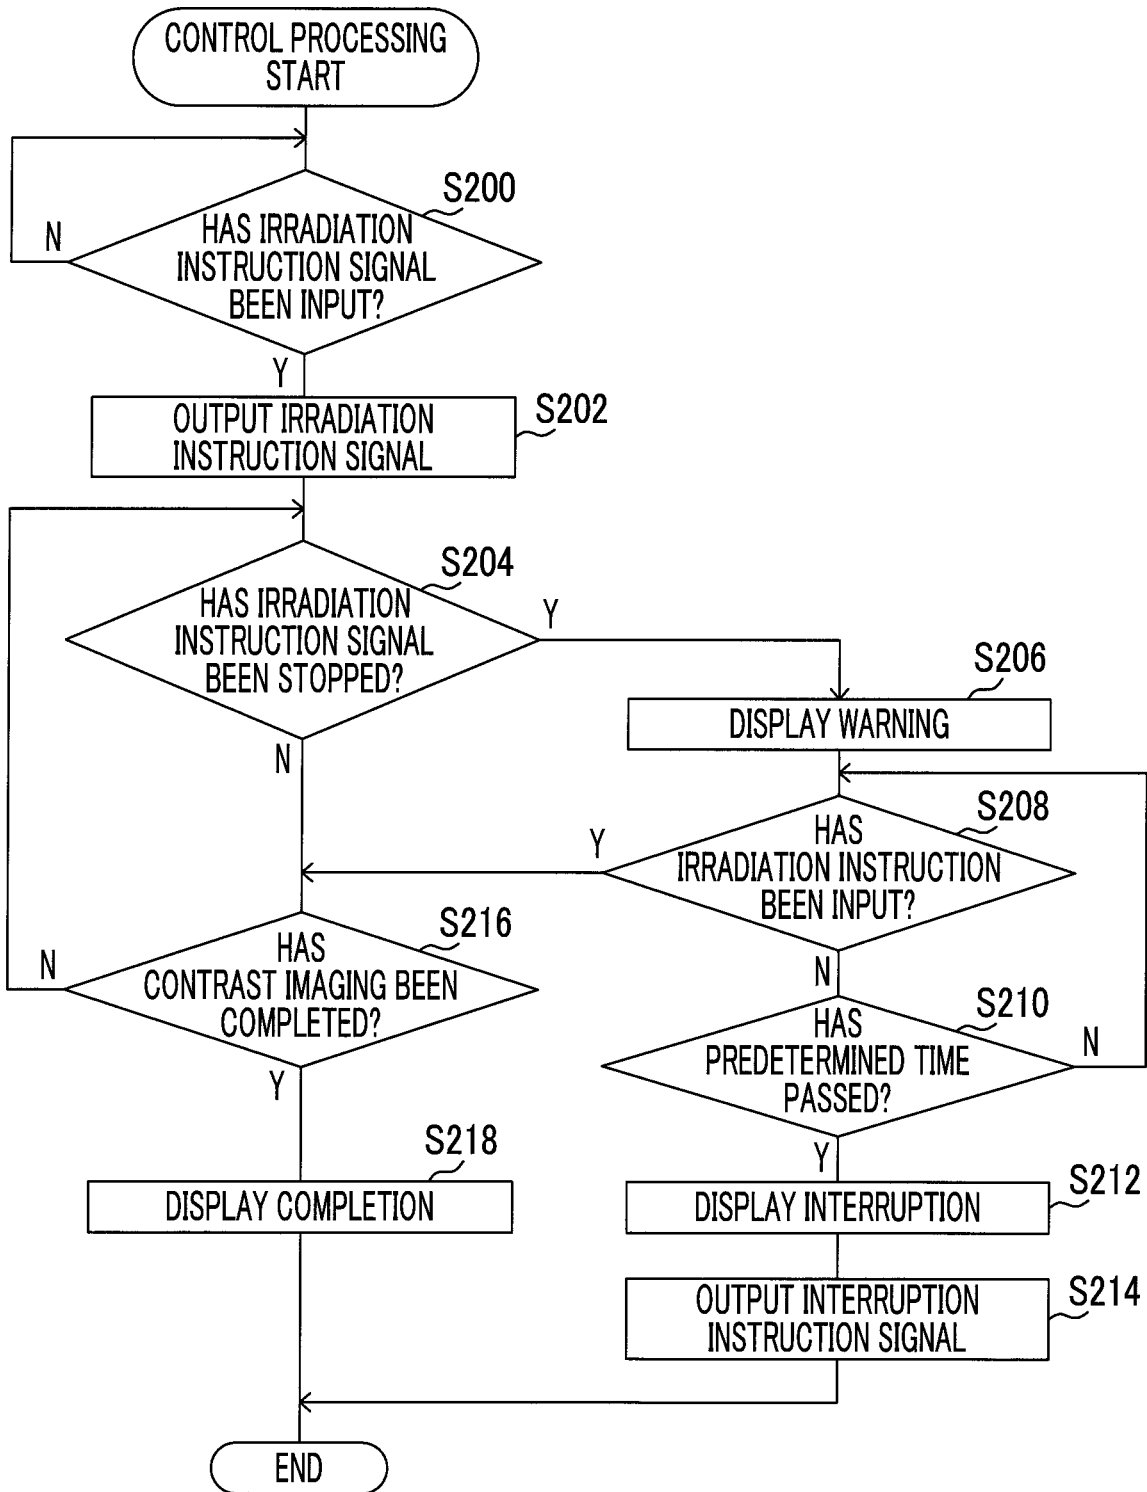 CONTROL PROCESSING
START
S200
N
HAS IRRADIATION
INSTRUCTION SIGNAL
BEEN INPUT?
Y
S202
OUTPUT IRRADIATION
INSTRUCTION SIGNAL
S204
HAS IRRADIATION
INSTRUCTION SIGNAL
BEEN STOPPED?
Y
N
S206
DISPLAY WARNING
S208
HAS
IRRADIATION INSTRUCTION
BEEN INPUT?
Y
N
S216
HAS
CONTRAST IMAGING BEEN
COMPLETED?
N
Y
S210
HAS
PREDETERMINED TIME
PASSED?
N
Y
S218
DISPLAY COMPLETION
S212
DISPLAY INTERRUPTION
S214
OUTPUT INTERRUPTION
INSTRUCTION SIGNAL
END